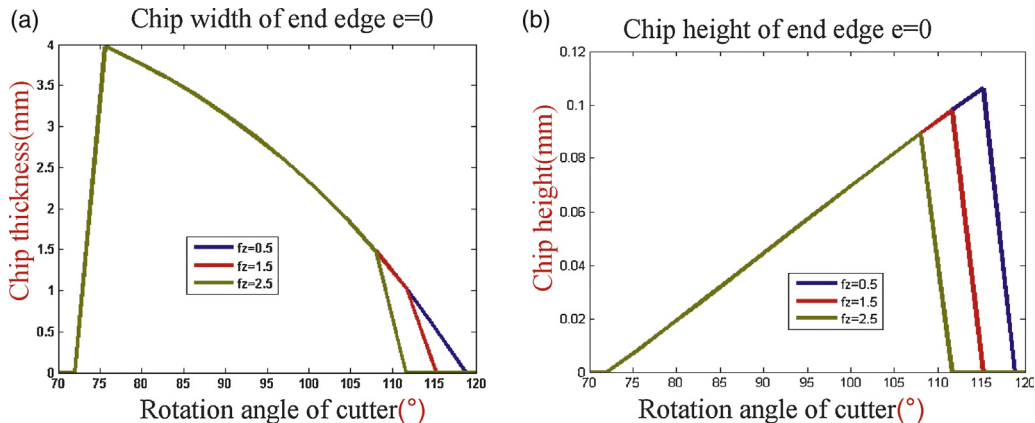 (a)
Chip width of end edge e=0
Chip thickness(mm)
4
3.5
3
2.5
2
1.5
1
0.5
0
fz=0.5
fz=1.5
fz=2.5
70 75 80 85 90 95 100 105 110 115 120
Rotation angle of cutter(°)
(b)
Chip height of end edge e=0
Chip height(mm)
0.12
0.1
0.08
0.06
0.04
0.02
0
fz=0.5
fz=1.5
fz=2.5
70 75 80 85 90 95 100 105 110 115 120
Rotation angle of cutter(°)